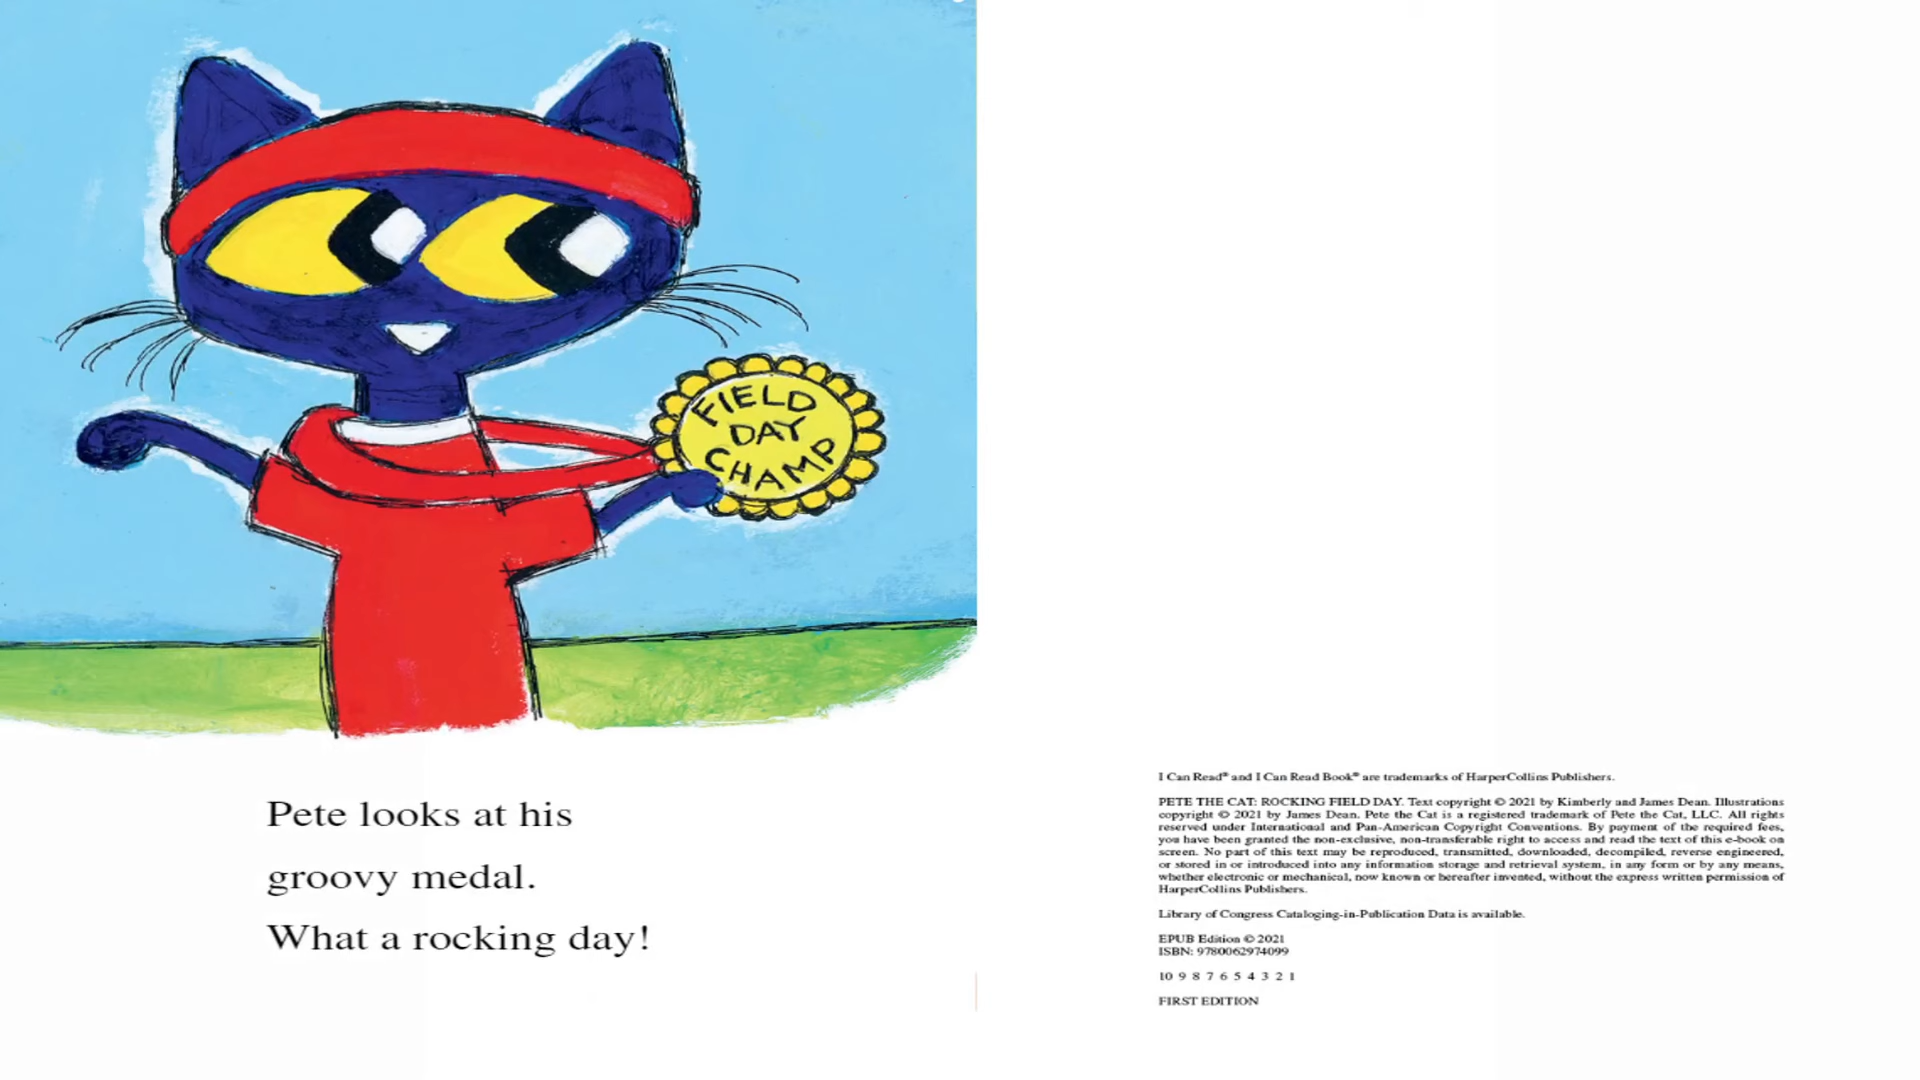 FIELD
DAY
CHAMP
Pete looks at his
groovy medal.
What a rocking day!
I Can Read® and I Can Read Book® are trademarks of HarperCollins Publishers.
PETE THE CAT: ROCKING FIELD DAY. Text copyright © 2021 by Kimberly and James Dean. Illustrations
copyright © 2021 by James Dean. Pete the Cat is a registered trademark of Pete the Cat, LLC. All rights
reserved under International and Pan-American Copyright Conventions. By payment of the required fees,
you have been granted the non-exclusive, non-transferable right to access and read the text of this e-book on
screen. No part of this text may be reproduced, transmitted, downloaded, decompiled, reverse engineered,
or stored in or introduced into any information storage and retrieval system, in any form or by any means,
whether electronic or mechanical, now known or hereafter invented, without the express written permission of
HarperCollins Publishers.
Library of Congress Cataloging-in-Publication Data is available.
EPUB Edition © 2021
ISBN: 9780062974099
10 9 8 7 6 5 4 3 2 1
FIRST EDITION